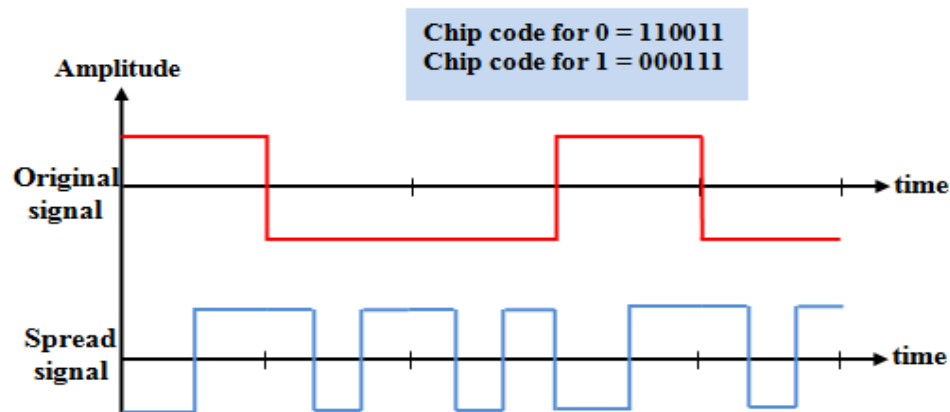 Chip code for 0 = 110011
Chip code for 1 = 000111
Amplitude
Original
signal
time
Spread
signal
time